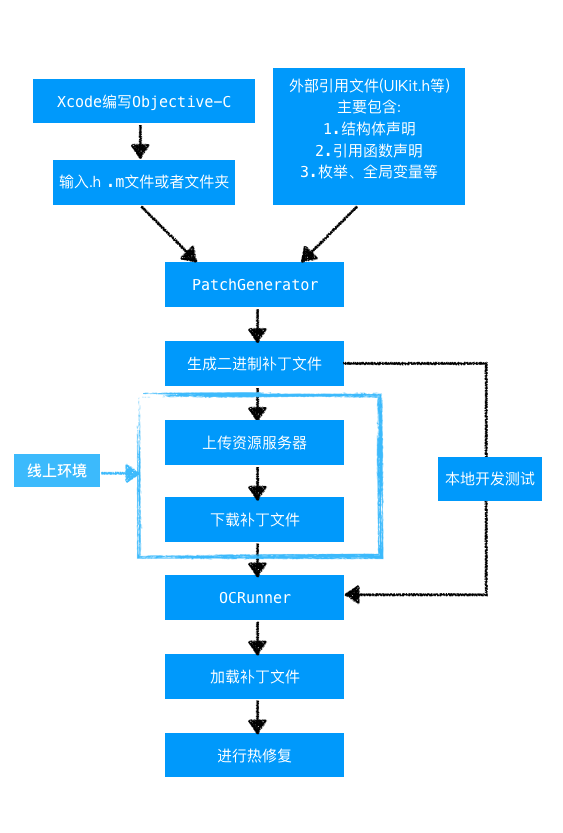 Xcode编写Objective-C
外部引用文件(UIKit.h等)
主要包含:
1.结构体声明
2.引用函数声明
3.枚举、全局变量等
输入.h .m文件或者文件夹
PatchGenerator
生成二进制补丁文件
上传资源服务器
线上环境
本地开发测试
下载补丁文件
OCRunner
加载补丁文件
进行热修复